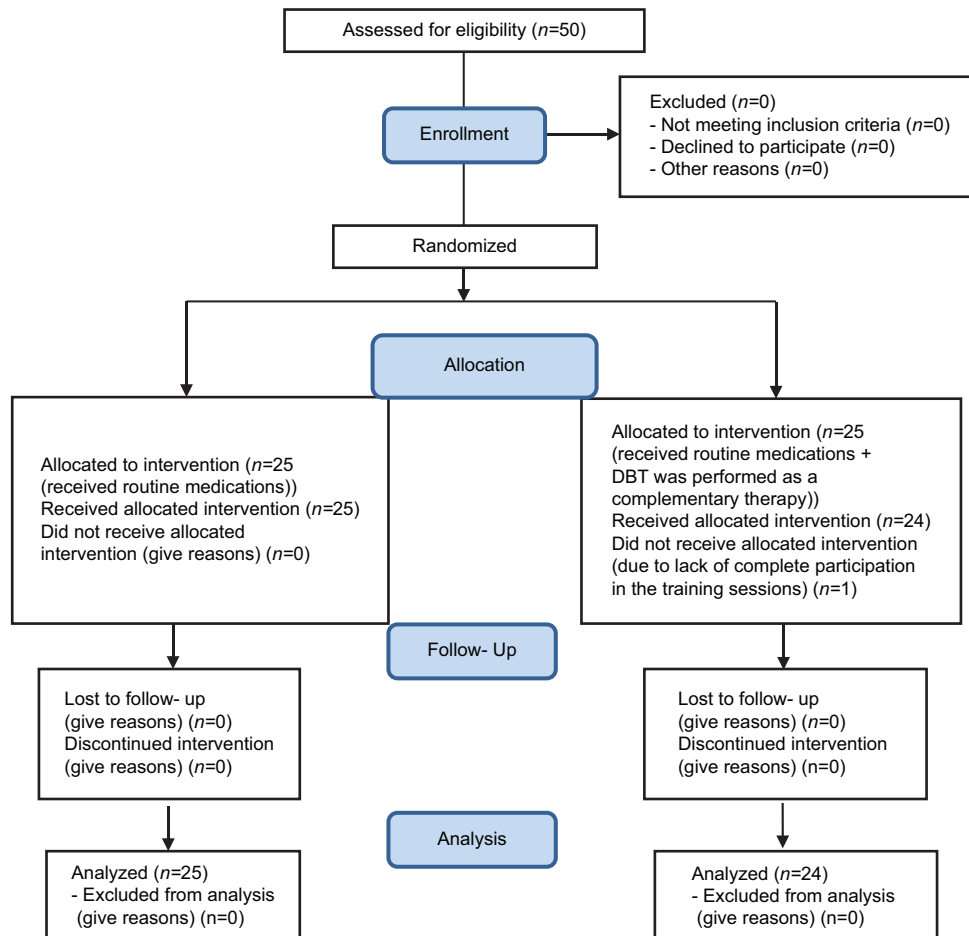 Assessed for eligibility (n=50)
Enrollment
Excluded (n=0)
- Not meeting inclusion criteria (n=0)
- Declined to participate (n=0)
- Other reasons (n=0)
Randomized
Allocation
Allocated to intervention (n=25
(received routine medications))
Received allocated intervention (n=25)
Did not receive allocated
intervention (give reasons) (n=0)
Allocated to intervention (n=25
(received routine medications +
DBT was performed as a
complementary therapy))
Received allocated intervention (n=24)
Did not receive allocated intervention
(due to lack of complete participation
in the training sessions) (n=1)
Follow- Up
Lost to follow- up
(give reasons) (n=0)
Discontinued intervention
(give reasons) (n=0)
Lost to follow- up
(give reasons) (n=0)
Discontinued intervention
(give reasons) (n=0)
Analysis
Analyzed (n=25)
- Excluded from analysis
(give reasons) (n=0)
Analyzed (n=24)
- Excluded from analysis
(give reasons) (n=0)